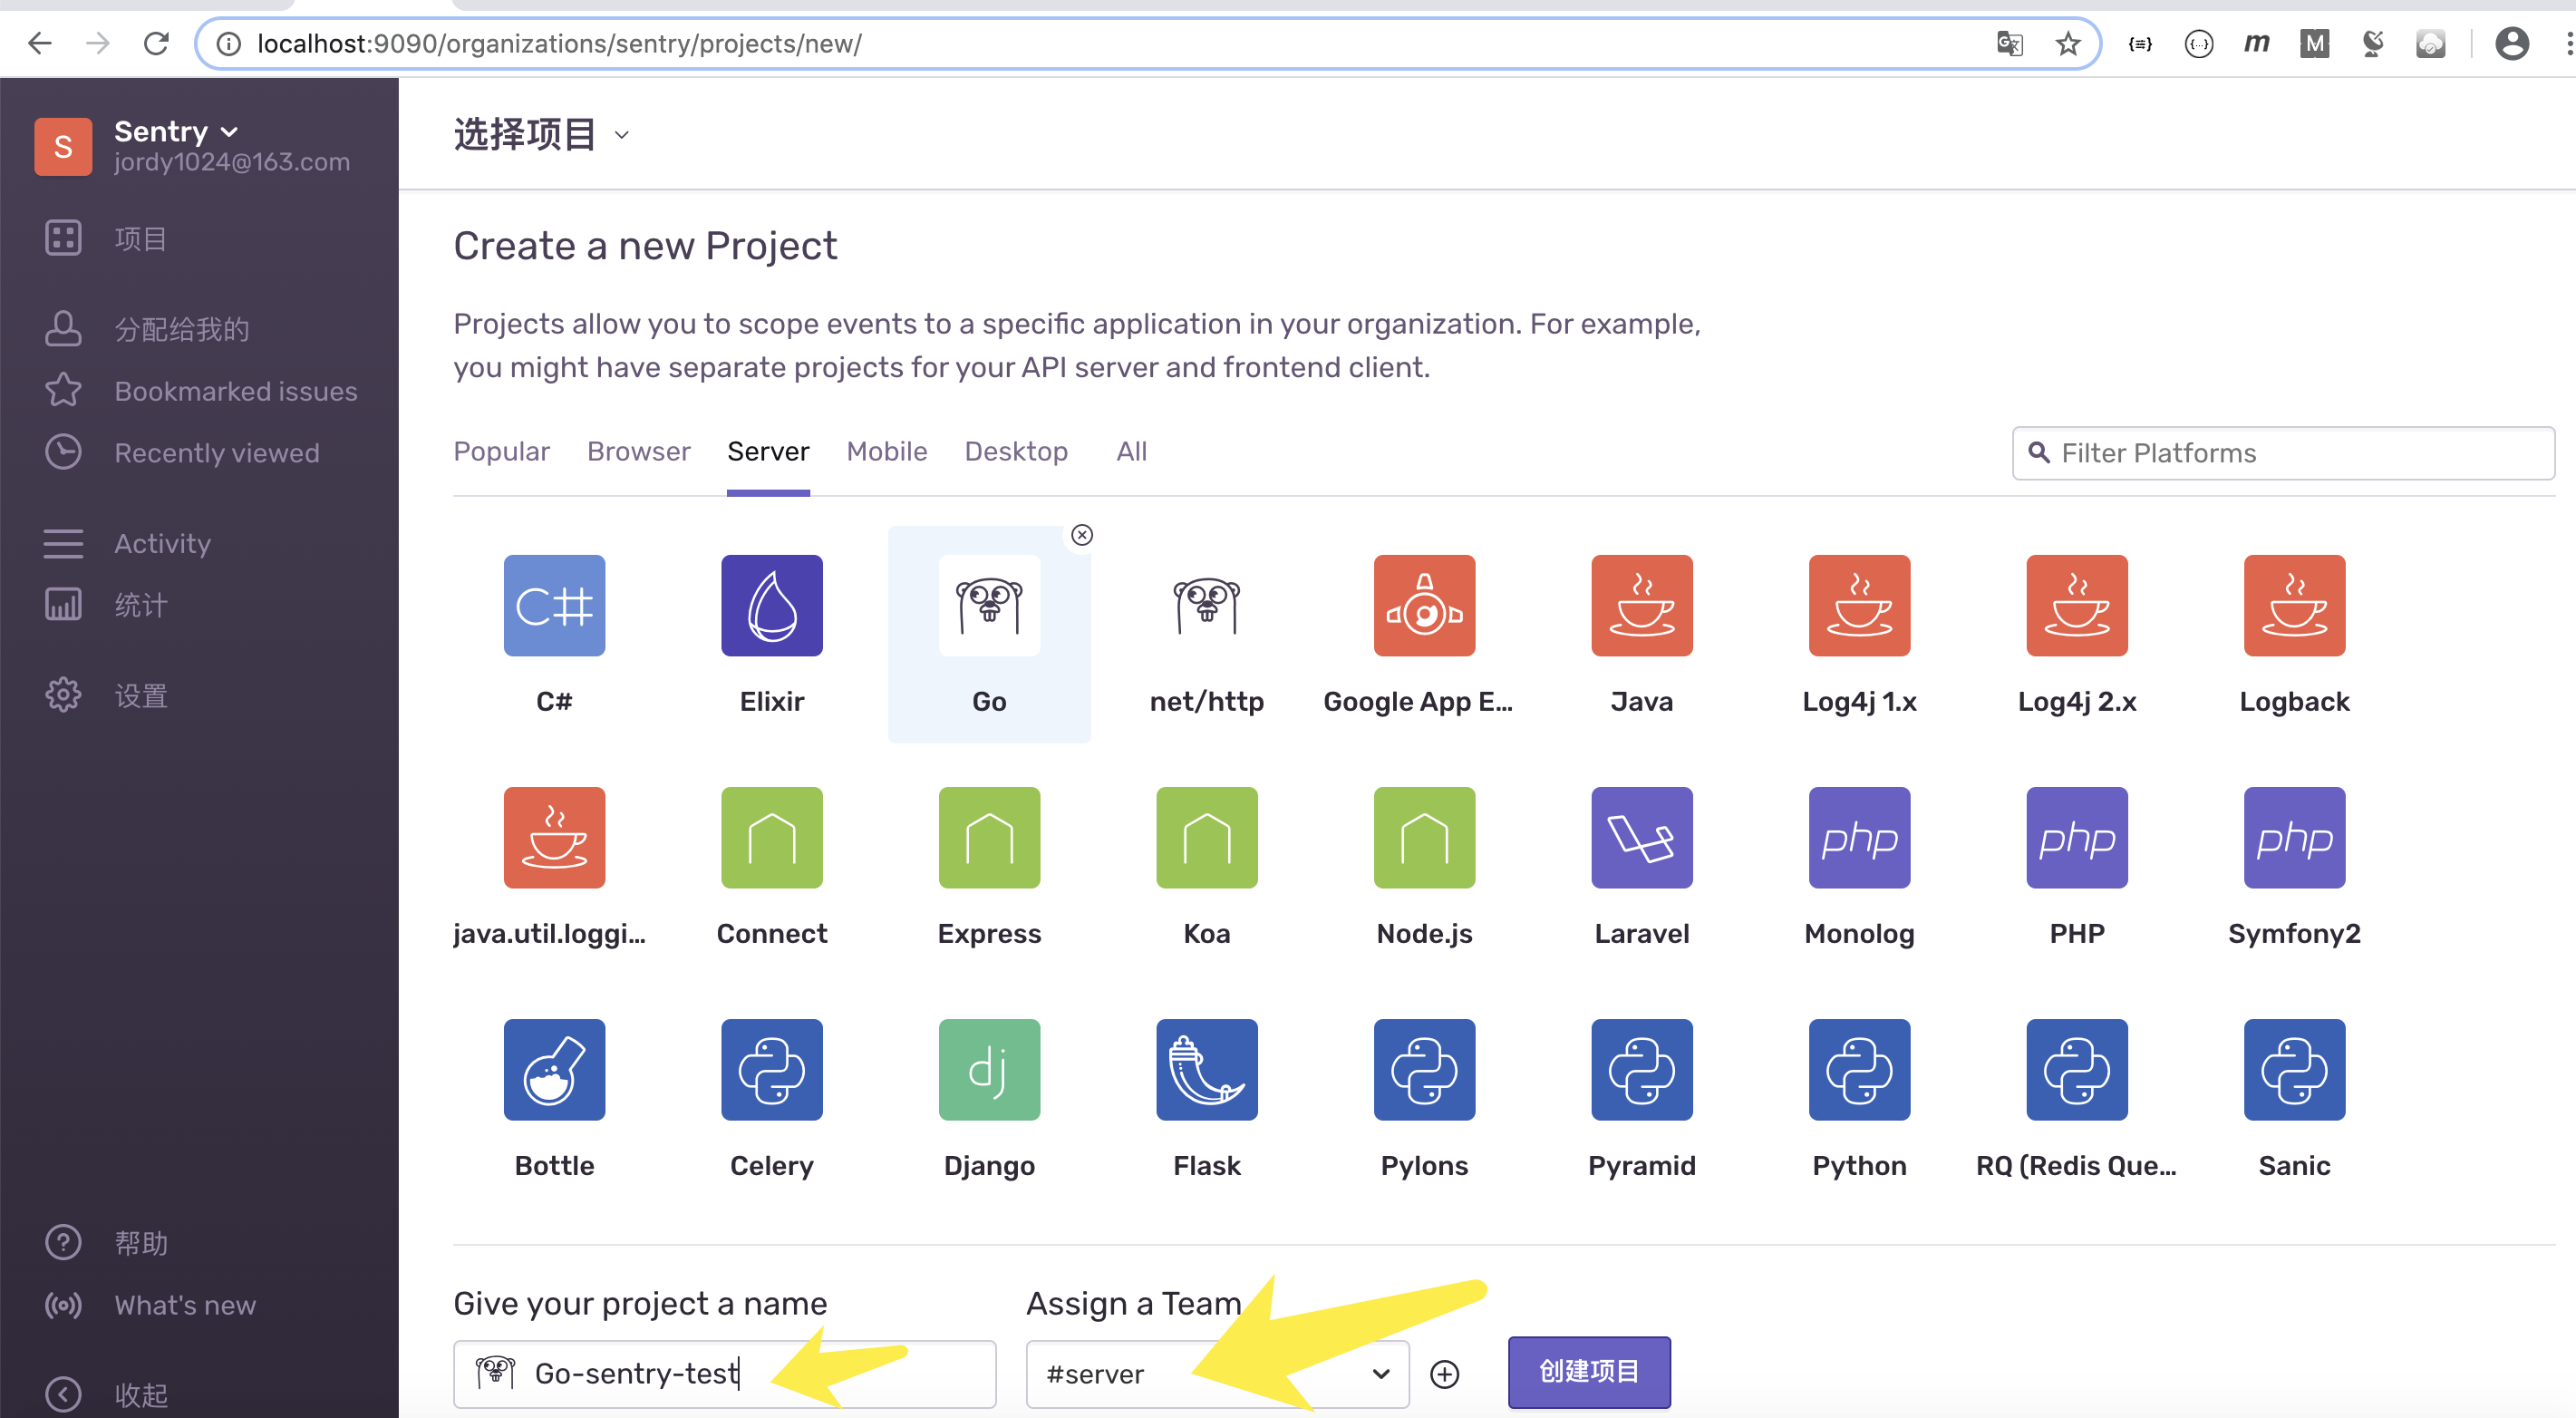 localhost:9090/organizations/sentry/projects/new/
S
Sentry
jordy1024@163.com
项目
分配给我的
Bookmarked issues
Recently viewed
Activity
统计
设置
帮助
What's new
收起
选择项目
Create a new Project
Projects allow you to scope events to a specific application in your organization. For example,
you might have separate projects for your API server and frontend client.
Popular Browser Server Mobile Desktop All
Filter Platforms
C#
C# Elixir Go net/http Google App E... Java Log4j 1.x Log4j 2.x Logback
php php php
java.util.loggi... Connect Express Koa Node.js Laravel Monolog PHP Symfony2
dj
Bottle Celery Django Flask Pylons Pyramid Python RQ (Redis Que... Sanic
Give your project a name Assign a Team
Go-sentry-test #server 创建项目